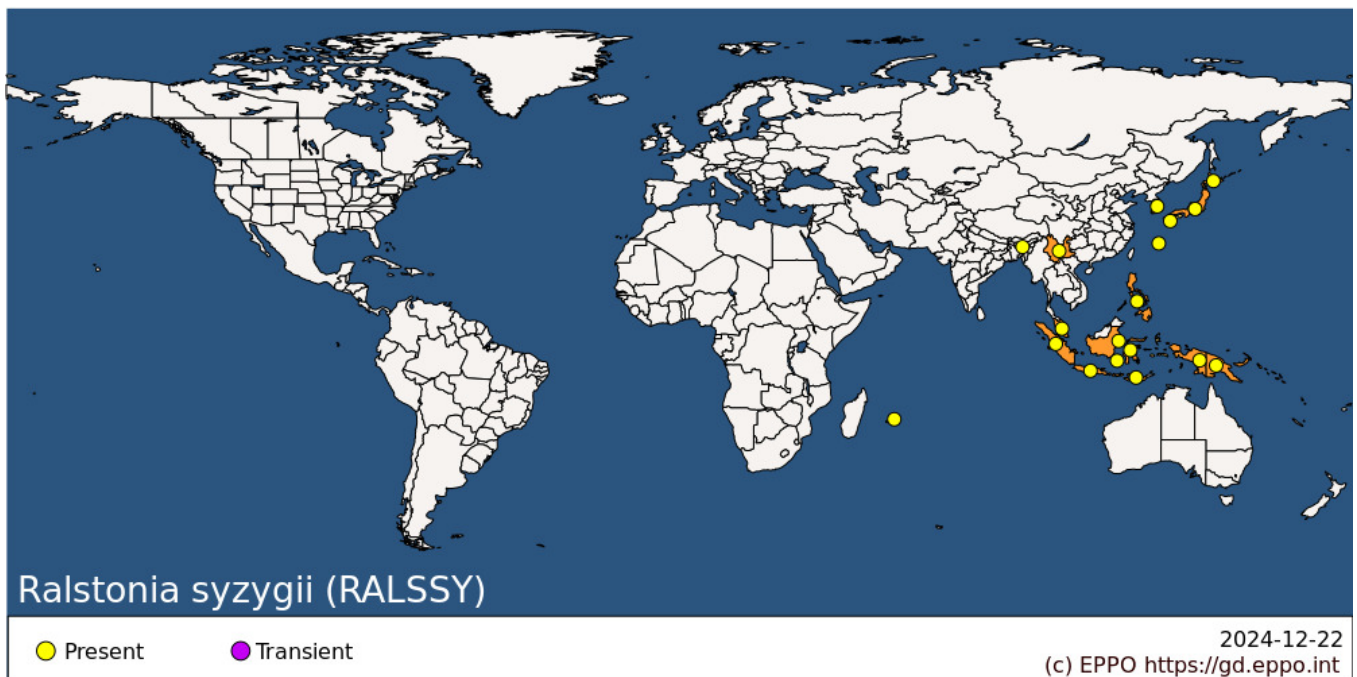 Ralstonia syzygii (RALSSY)
Present
Transient
2024-12-22
(c) EPPO https://gd.eppo.int